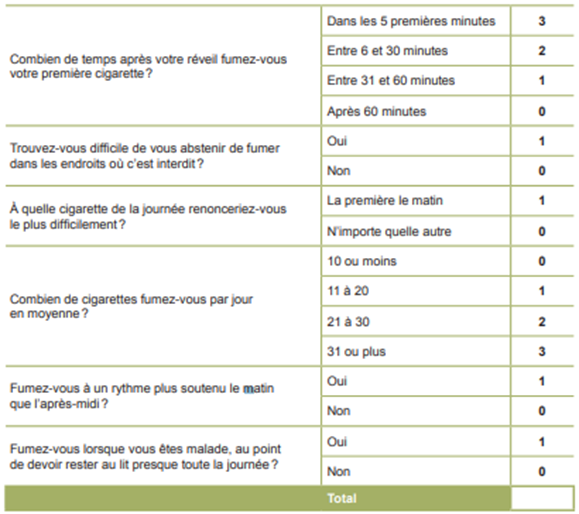 Combien de temps après votre réveil fumez-vous
votre première cigarette ?
Dans les 5 premières minutes 3
Entre 6 et 30 minutes 2
Entre 31 et 60 minutes 1
Après 60 minutes 0
Trouvez-vous difficile de vous abstenir de fumer
dans les endroits où c'est interdit ?
Oui 1
Non 0
À quelle cigarette de la journée renonceriez-vous
le plus difficilement ?
La première le matin 1
N'importe quelle autre 0
Combien de cigarettes fumez-vous par jour
en moyenne ?
10 ou moins 0
11 à 20 1
21 à 30 2
31 ou plus 3
Fumez-vous à un rythme plus soutenu le matin
que l'après-midi ?
Oui 1
Non 0
Fumez-vous lorsque vous êtes malade, au point
de devoir rester au lit presque toute la journée ?
Oui 1
Non 0
Total